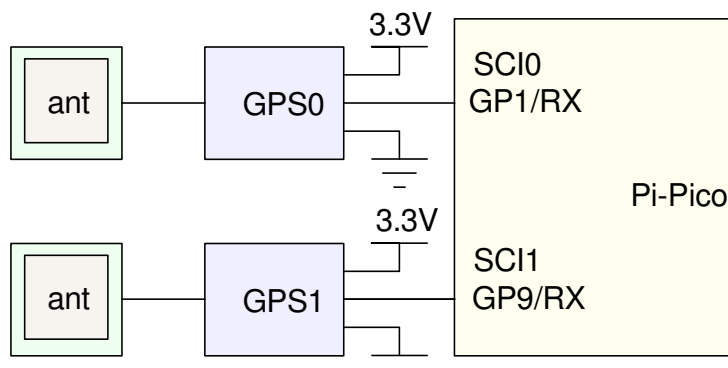 3.3V
SCI0
ant
GPS0
GP1/RX
Pi-Pico
3.3V
SCI1
ant
GPS1
GP9/RX